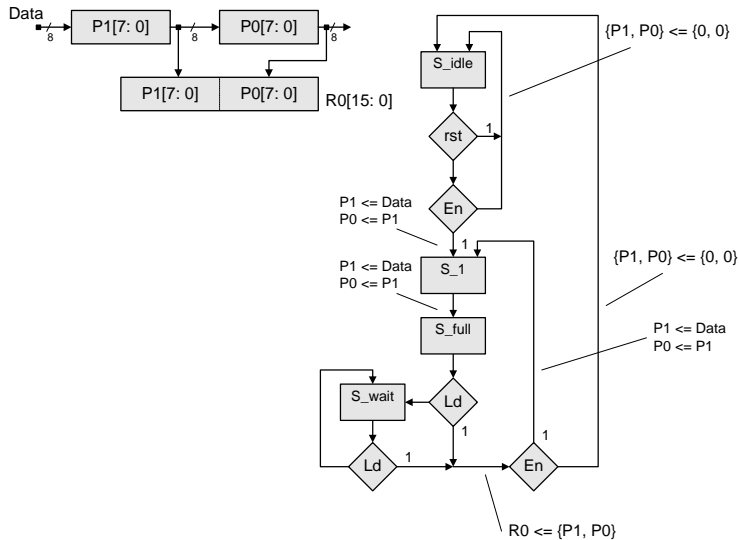 Data
8
P1[7: 0]
8
P0[7: 0]
8
P1[7: 0]
P0[7: 0]
R0[15: 0]
{P1, P0} <= {0, 0}
S_idle
rst
1
En
P1 <= Data
P0 <= P1
1
S_1
{P1, P0} <= {0, 0}
P1 <= Data
P0 <= P1
S_full
P1 <= Data
P0 <= P1
S_wait
Ld
1
Ld
1
En
1
R0 <= {P1, P0}